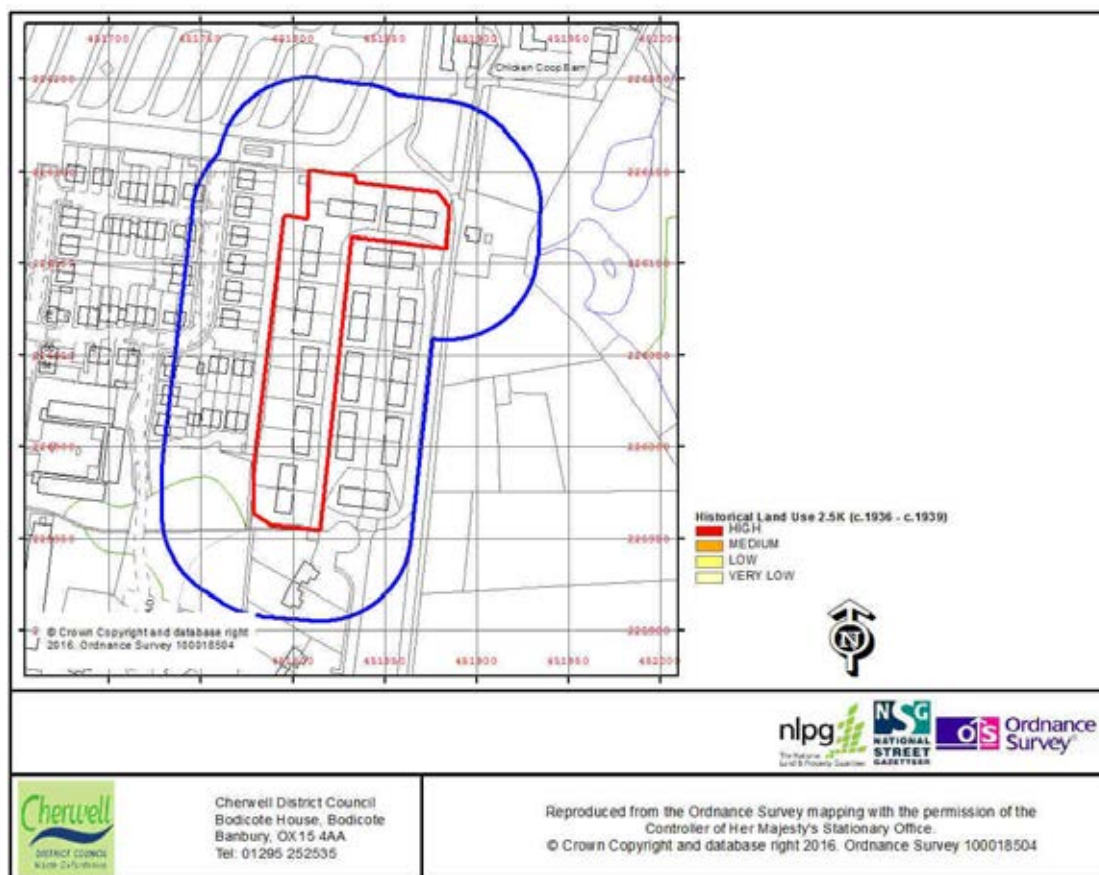 451700
451750
451800
451850
451900
451950
452000
Chicken Coop Barn
Historical Land Use 2.5K (c.1936 - c.1939)
HIGH
MEDIUM
LOW
VERY LOW
© Crown Copyright and database right
2016. Ordnance Survey 100018504
N
nlpg
NSG
NATIONAL
STREET
GAZETTEER
OS
Ordnance
Survey
Cherwell
DISTRICT COUNCIL
North Oxfordshire
Cherwell District Council
Bodicote House, Bodicote
Banbury, OX15 4AA
Tel: 01295 252535
Reproduced from the Ordnance Survey mapping with the permission of the
Controller of Her Majesty's Stationary Office.
© Crown Copyright and database right 2016. Ordnance Survey 100018504